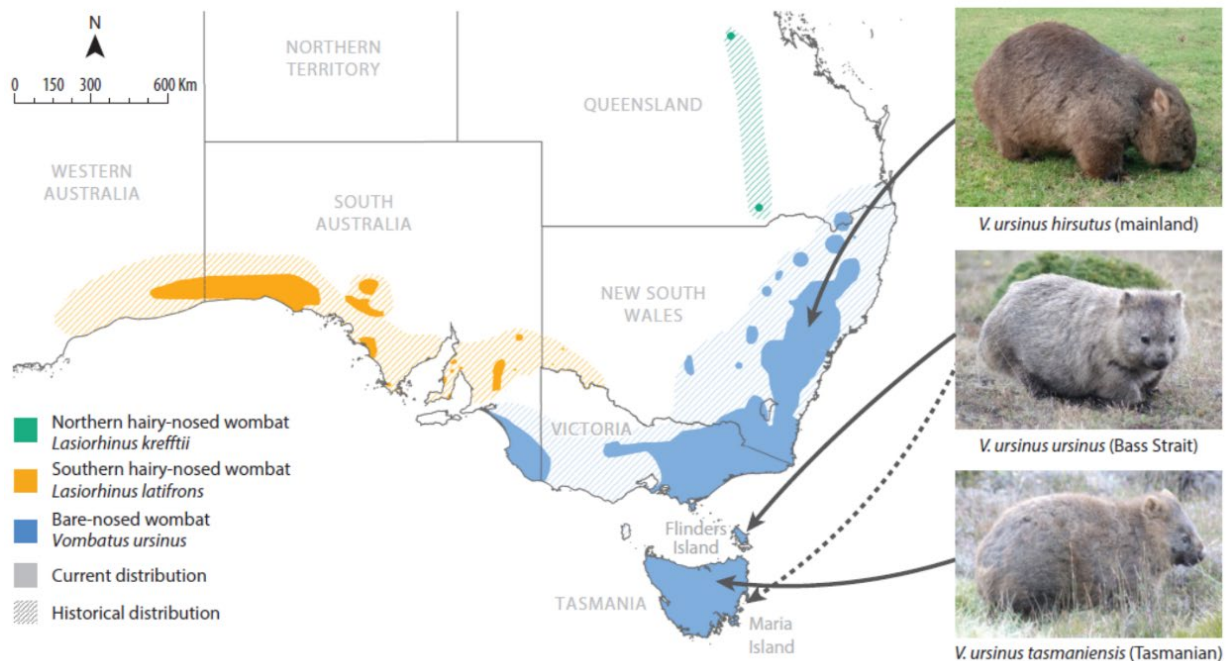 N
0 150 300 600 Km
NORTHERN
TERRITORY
QUEENSLAND
WESTERN
AUSTRALIA
SOUTH
AUSTRALIA
NEW SOUTH
WALES
VICTORIA
Flinders
Island
TASMANIA
Maria
Island
Northern hairy-nosed wombat
Lasiorhinus krefftii
Southern hairy-nosed wombat
Lasiorhinus latifrons
Bare-nosed wombat
Vombatus ursinus
Current distribution
Historical distribution
V. ursinus hirsutus (mainland)
V. ursinus ursinus (Bass Strait)
V. ursinus tasmaniensis (Tasmanian)